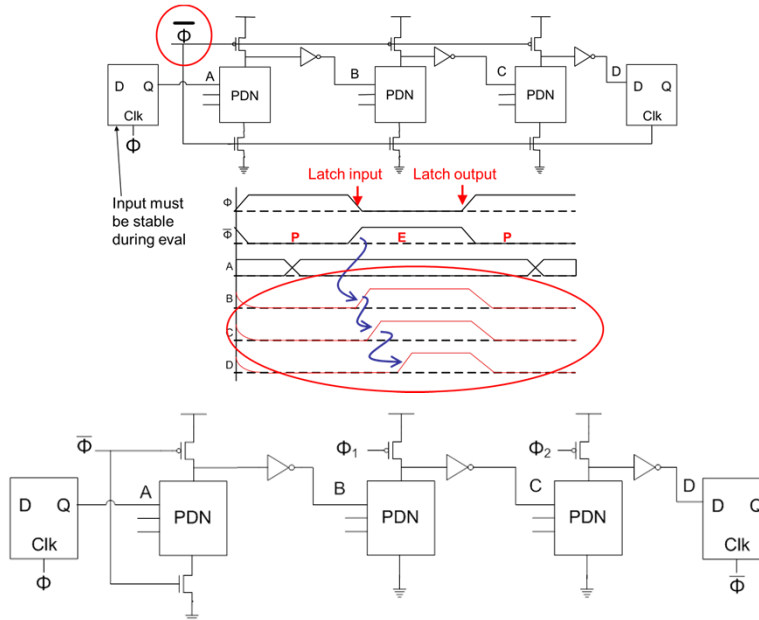 Φ̅
A
B
C
D
D Q
Clk
Φ
PDN
PDN
PDN
D Q
Clk
Input must
be stable
during eval
Latch input
Latch output
Φ
Φ̅
P
E
P
A
B
C
D
Φ̅
Φ₁
Φ₂
A
B
C
D
D Q
Clk
Φ
PDN
PDN
PDN
D Q
Clk
Φ̅